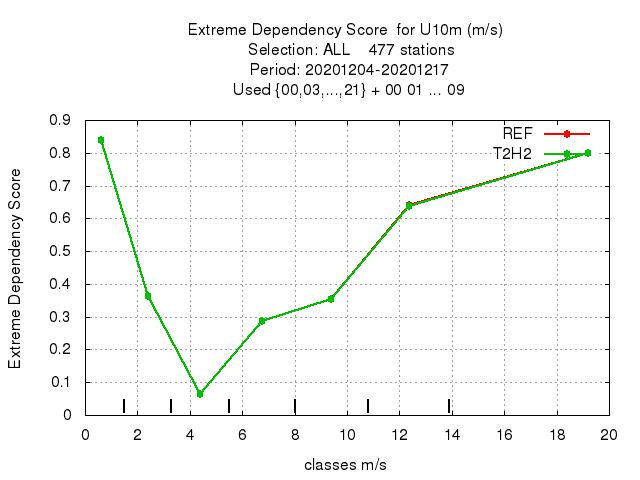 Extreme Dependency Score  for U10m (m/s)
Selection: ALL    477 stations
Period: 20201204-20201217
Used {00,03,...,21} + 00 01 ... 09
REF
T2H2
Extreme Dependency Score
0.9
0.8
0.7
0.6
0.5
0.4
0.3
0.2
0.1
0
0 2 4 6 8 10 12 14 16 18 20
classes m/s